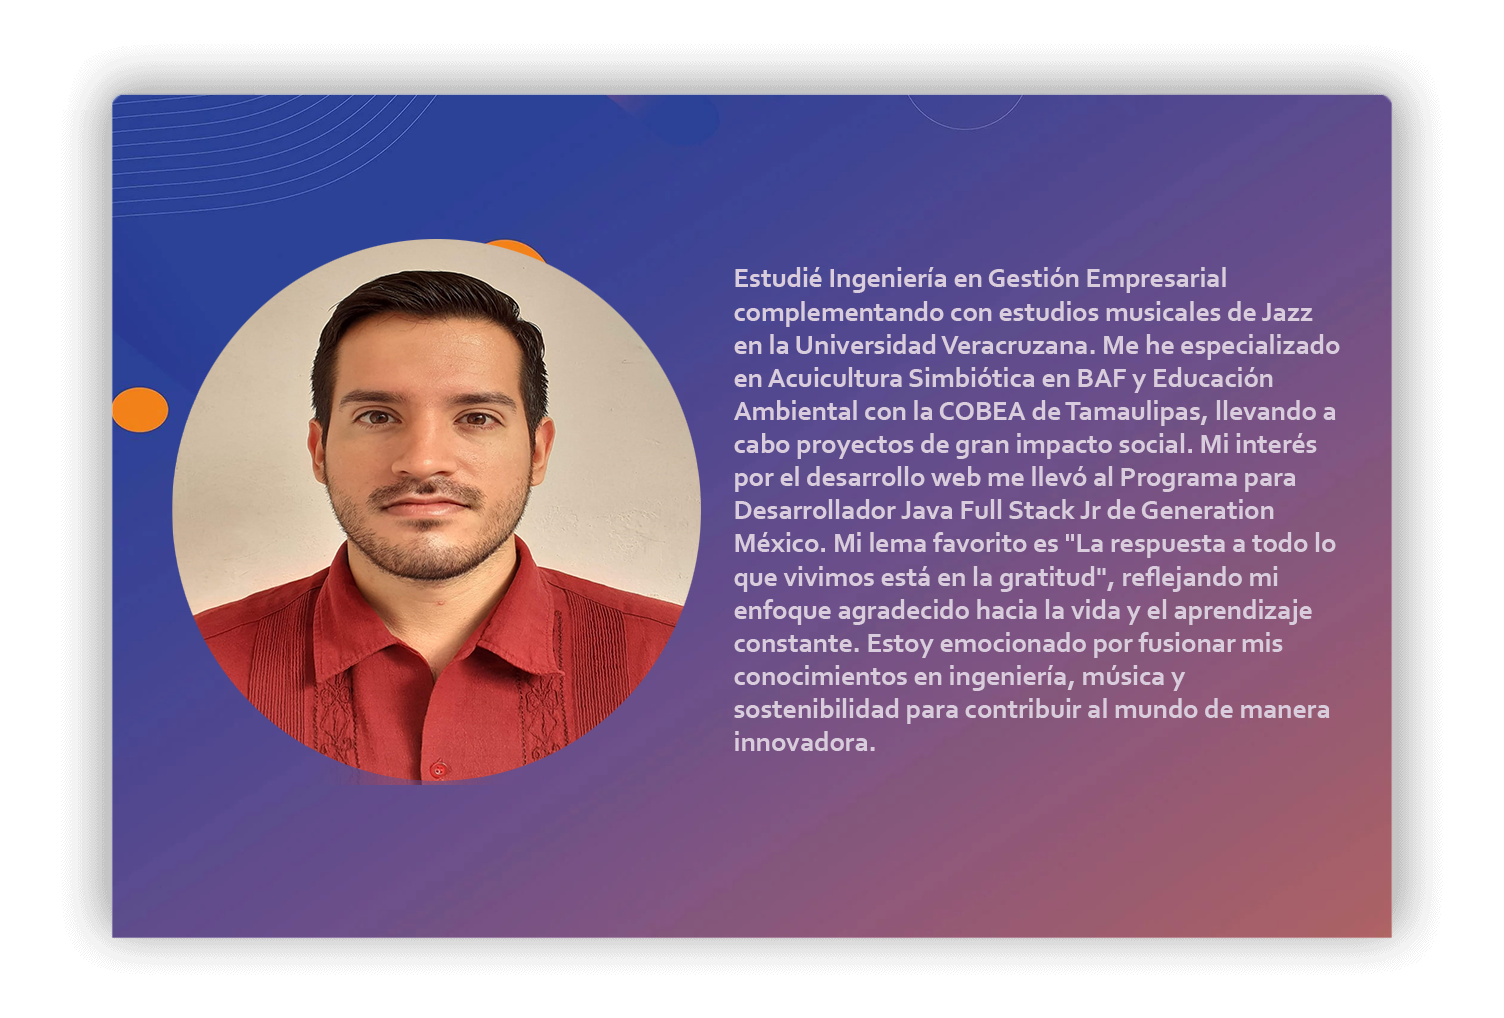 Estudié Ingeniería en Gestión Empresarial
complementando con estudios musicales de Jazz
en la Universidad Veracruzana. Me he especializado
en Acuicultura Simbiótica en BAF y Educación
Ambiental con la COBEA de Tamaulipas, llevando a
cabo proyectos de gran impacto social. Mi interés
por el desarrollo web me llevó al Programa para
Desarrollador Java Full Stack Jr de Generation
México. Mi lema favorito es "La respuesta a todo lo
que vivimos está en la gratitud", reflejando mi
enfoque agradecido hacia la vida y el aprendizaje
constante. Estoy emocionado por fusionar mis
conocimientos en ingeniería, música y
sostenibilidad para contribuir al mundo de manera
innovadora.